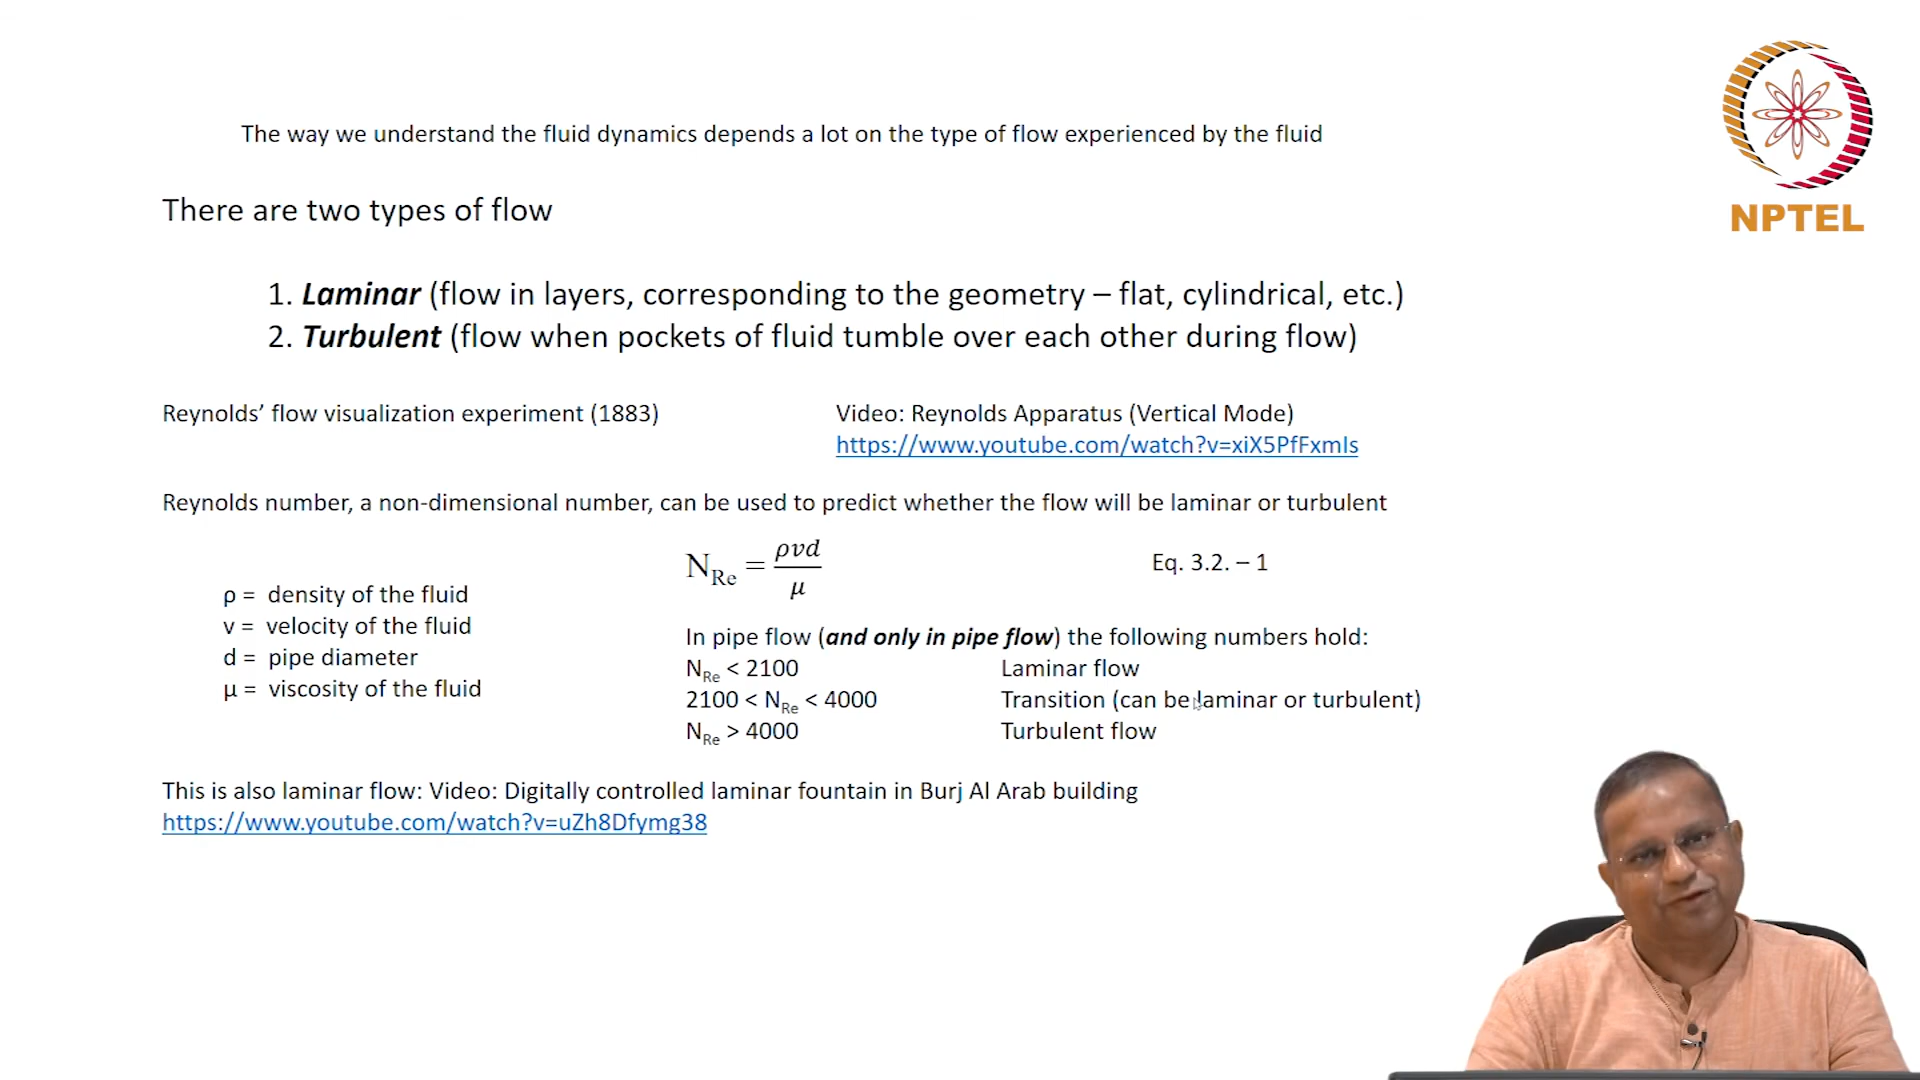 The way we understand the fluid dynamics depends a lot on the type of flow experienced by the fluid
NPTEL
There are two types of flow
1. Laminar (flow in layers, corresponding to the geometry – flat, cylindrical, etc.)
2. Turbulent (flow when pockets of fluid tumble over each other during flow)
Reynolds’ flow visualization experiment (1883)
Video: Reynolds Apparatus (Vertical Mode)
https://www.youtube.com/watch?v=xiX5PfFxmIs
Reynolds number, a non-dimensional number, can be used to predict whether the flow will be laminar or turbulent
N_Re = ρvd / μ
Eq. 3.2. – 1
ρ = density of the fluid
v = velocity of the fluid
d = pipe diameter
μ = viscosity of the fluid
In pipe flow (and only in pipe flow) the following numbers hold:
N_Re < 2100 Laminar flow
2100 < N_Re < 4000 Transition (can be laminar or turbulent)
N_Re > 4000 Turbulent flow
This is also laminar flow: Video: Digitally controlled laminar fountain in Burj Al Arab building
https://www.youtube.com/watch?v=uZh8Dfymg38